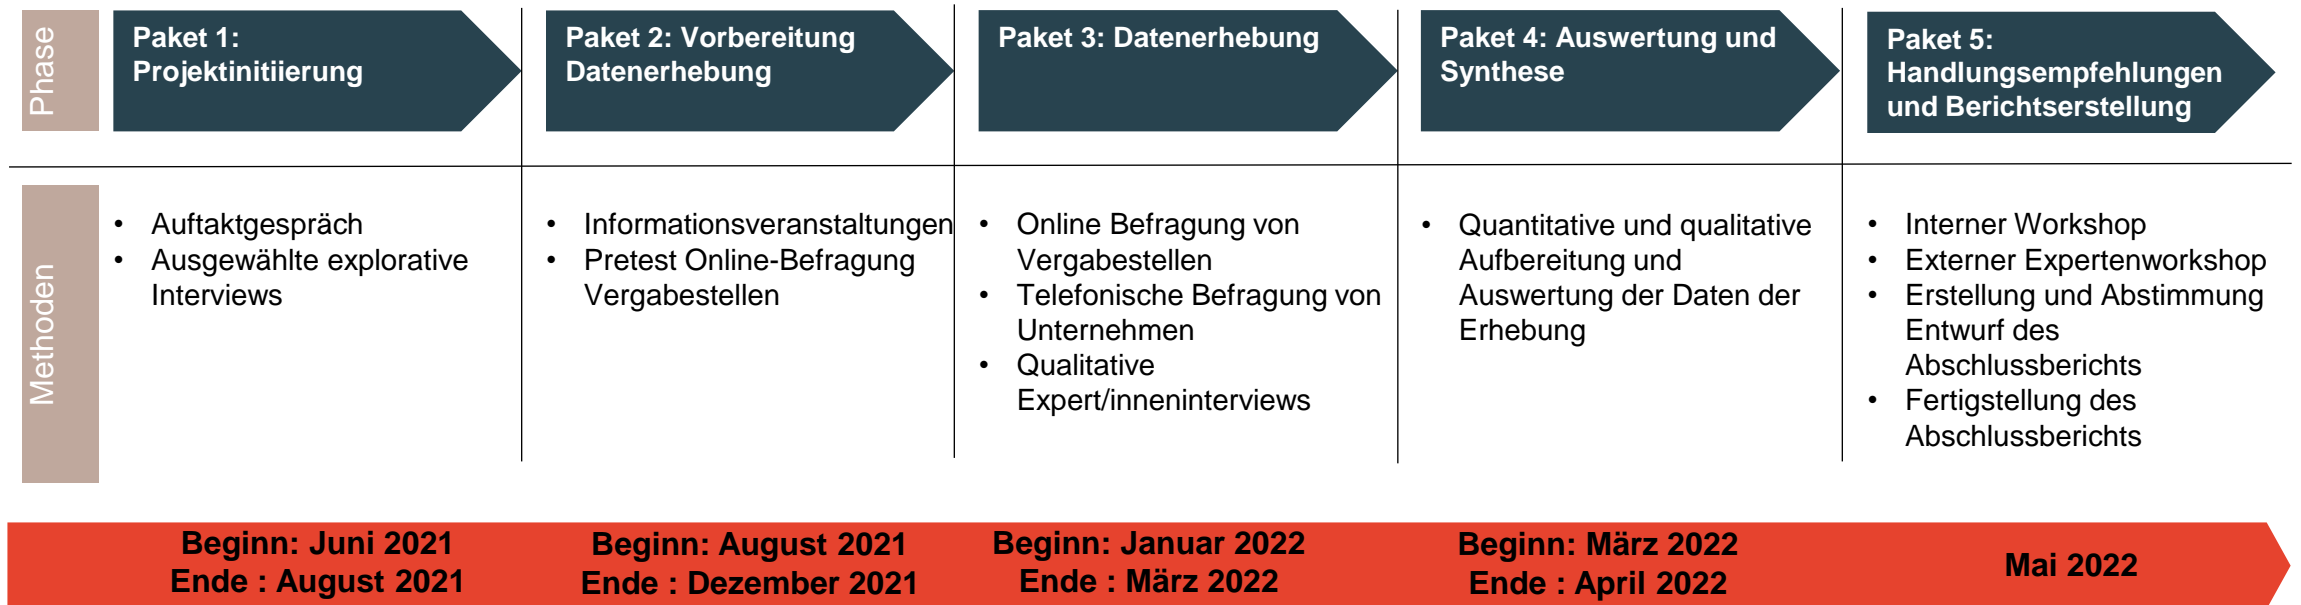 Phase
Paket 1:
Projektinitiierung
Paket 2: Vorbereitung
Datenerhebung
Paket 3: Datenerhebung
Paket 4: Auswertung und
Synthese
Paket 5:
Handlungsempfehlungen
und Berichtserstellung
Methoden
• Auftaktgespräch
• Ausgewählte explorative
Interviews
• Informationsveranstaltungen
• Pretest Online-Befragung
Vergabestellen
• Online Befragung von
Vergabestellen
• Telefonische Befragung von
Unternehmen
• Qualitative
Expert/inneninterviews
• Quantitative und qualitative
Aufbereitung und
Auswertung der Daten der
Erhebung
• Interner Workshop
• Externer Expertenworkshop
• Erstellung und Abstimmung
Entwurf des
Abschlussberichts
• Fertigstellung des
Abschlussberichts
Beginn: Juni 2021
Ende : August 2021
Beginn: August 2021
Ende : Dezember 2021
Beginn: Januar 2022
Ende : März 2022
Beginn: März 2022
Ende : April 2022
Mai 2022